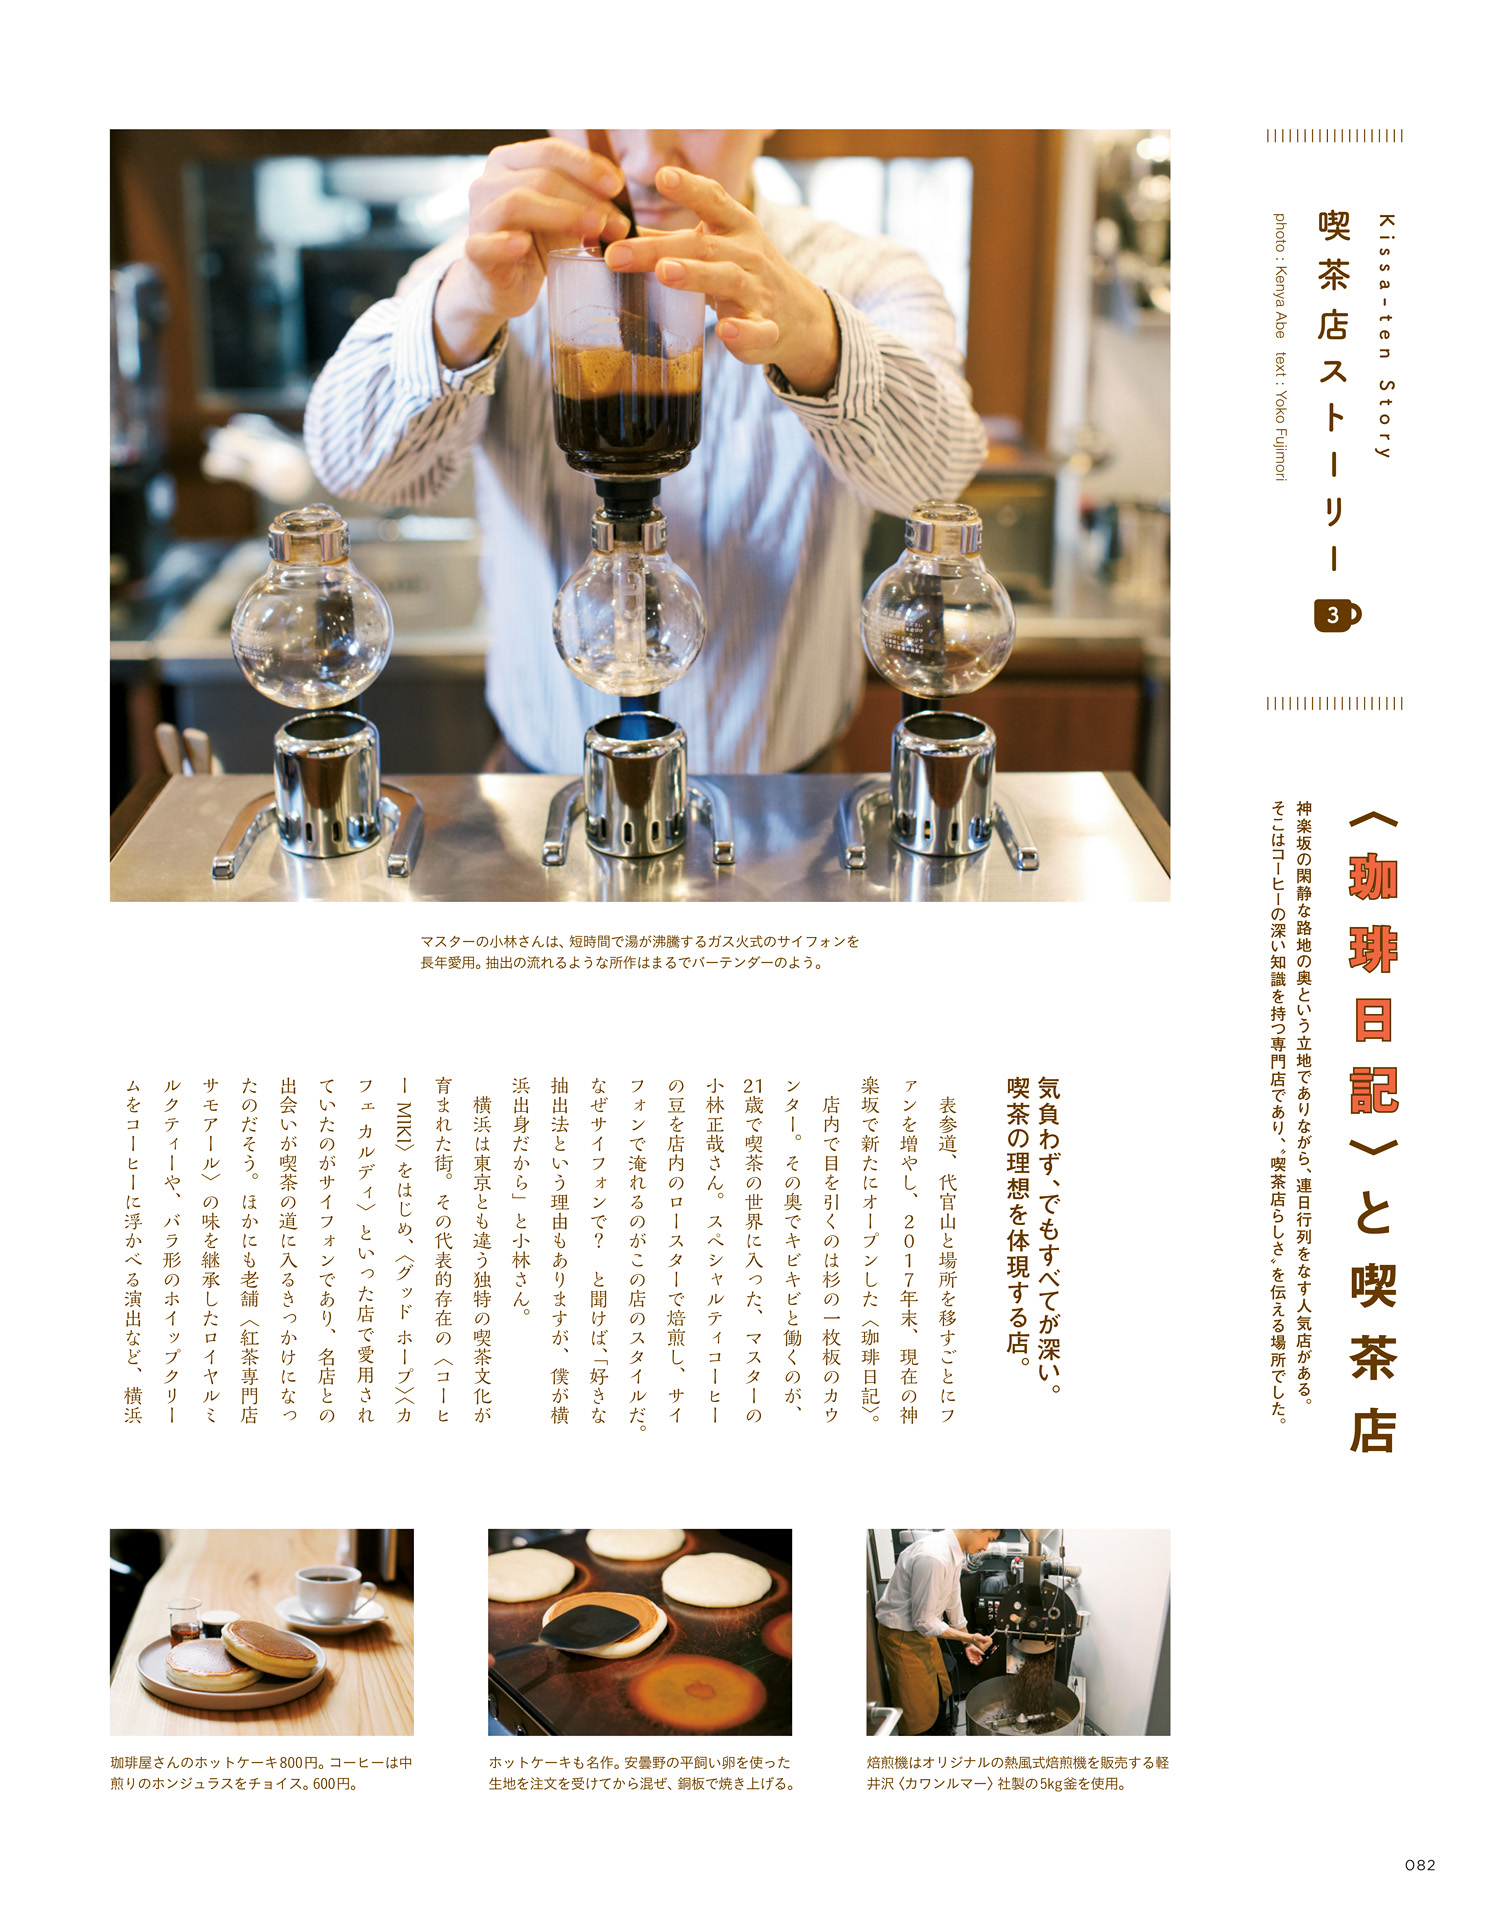 Kissa-ten Story
喫茶店ストーリー
3
photo : Kenya Abe text : Yoko Fujimori
〈珈琲日記〉と喫茶店
神楽坂の閑静な路地の奥という立地でありながら、連日行列をなす人気店がある。
そこはコーヒーの深い知識を持つ専門店であり、〝喫茶店らしさ〟を伝える場所でした。
マスターの小林さんは、短時間で湯が沸騰するガス火式のサイフォンを
長年愛用。抽出の流れるような所作はまるでバーテンダーのよう。
気負わず、でもすべてが深い。
喫茶の理想を体現する店。
表参道、代官山と場所を移すごとにフ
ァンを増やし、2017年末、現在の神
楽坂で新たにオープンした〈珈琲日記〉。
店内で目を引くのは杉の一枚板のカウ
ンター。その奥でキビキビと働くのが、
21歳で喫茶の世界に入った、マスターの
小林正哉さん。スペシャルティコーヒー
の豆を店内のロースターで焙煎し、サイ
フォンで淹れるのがこの店のスタイルだ。
なぜサイフォンで？ と聞けば、「好きな
抽出法という理由もありますが、僕が横
浜出身だから」と小林さん。
横浜は東京とも違う独特の喫茶文化が
育まれた街。その代表的存在の〈コーヒ
ー MIKI〉をはじめ、〈グッド ホープ〉〈カ
フェ カルディ〉といった店で愛用され
ていたのがサイフォンであり、名店との
出会いが喫茶の道に入るきっかけになっ
たのだそう。ほかにも老舗〈紅茶専門店
サモアール〉の味を継承したロイヤルミ
ルクティーや、バラ形のホイップクリー
ムをコーヒーに浮かべる演出など、横浜
珈琲屋さんのホットケーキ800円。コーヒーは中
煎りのホンジュラスをチョイス。600円。
ホットケーキも名作。安曇野の平飼い卵を使った
生地を注文を受けてから混ぜ、銅板で焼き上げる。
焙煎機はオリジナルの熱風式焙煎機を販売する軽
井沢〈カワンルマー〉社製の5kg釜を使用。
082